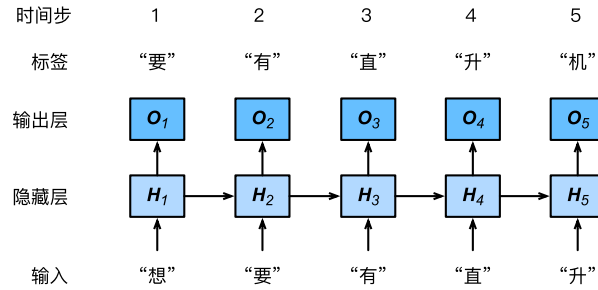 时间步 1 2 3 4 5
标签 “要” “有” “直” “升” “机”
输出层 O1 O2 O3 O4 O5
隐藏层 H1 H2 H3 H4 H5
输入 “想” “要” “有” “直” “升”